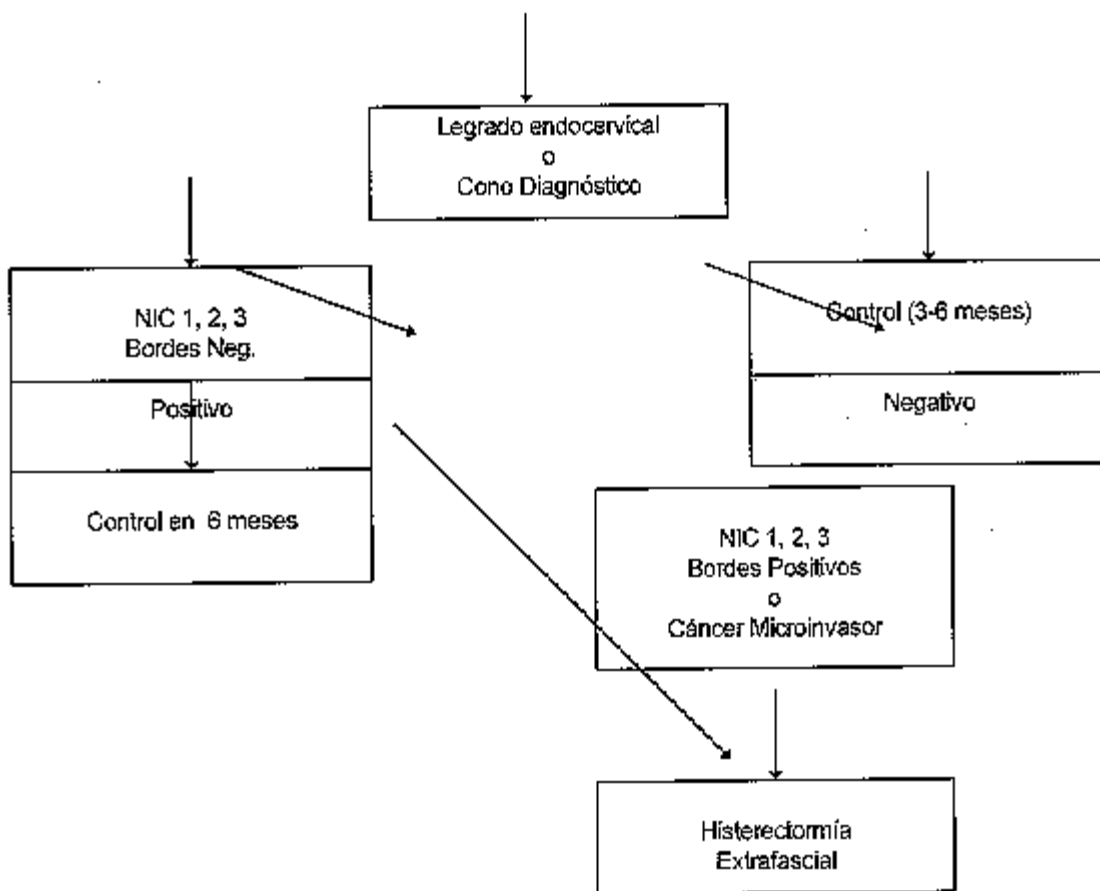 Legrado endocervical
o
Cono Diagnóstico
NIC 1, 2, 3
Bordes Neg.
Control (3-6 meses)
Positivo
Negativo
Control en 6 meses
NIC 1, 2, 3
Bordes Positivos
o
Cáncer Microinvasor
Histerectormía
Extrafascial